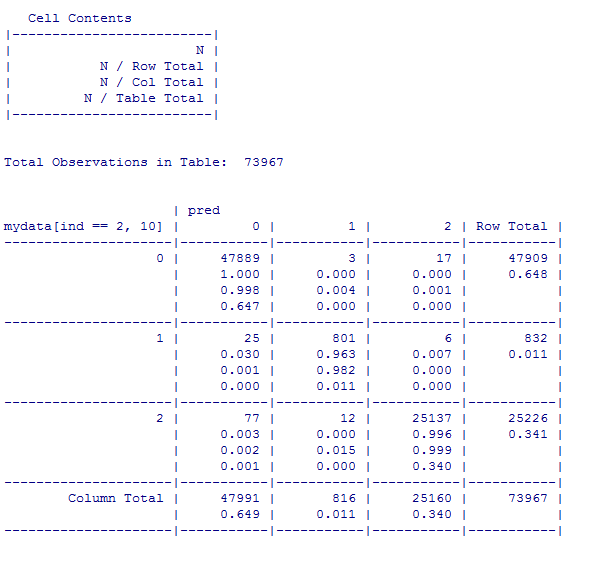 Cell Contents
|-------------------------|
|                       N |
|           N / Row Total |
|           N / Col Total |
|         N / Table Total |
|-------------------------|
Total Observations in Table:  73967
                     | pred
mydata[ind == 2, 10] |         0 |         1 |         2 | Row Total |
---------------------|-----------|-----------|-----------|-----------|
                   0 |     47889 |         3 |        17 |     47909 |
                     |     1.000 |     0.000 |     0.000 |     0.648 |
                     |     0.998 |     0.004 |     0.001 |           |
                     |     0.647 |     0.000 |     0.000 |           |
---------------------|-----------|-----------|-----------|-----------|
                   1 |        25 |       801 |         6 |       832 |
                     |     0.030 |     0.963 |     0.007 |     0.011 |
                     |     0.001 |     0.982 |     0.000 |           |
                     |     0.000 |     0.011 |     0.000 |           |
---------------------|-----------|-----------|-----------|-----------|
                   2 |        77 |        12 |     25137 |     25226 |
                     |     0.003 |     0.000 |     0.996 |     0.341 |
                     |     0.002 |     0.015 |     0.999 |           |
                     |     0.001 |     0.000 |     0.340 |           |
---------------------|-----------|-----------|-----------|-----------|
        Column Total |     47991 |       816 |     25160 |     73967 |
                     |     0.649 |     0.011 |     0.340 |           |
---------------------|-----------|-----------|-----------|-----------|